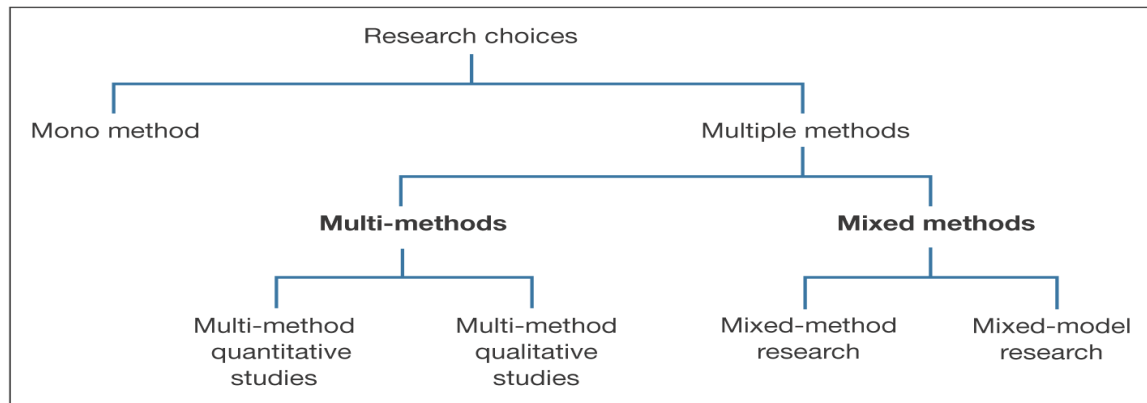 Research choices
Mono method
Multiple methods
Multi-methods
Mixed methods
Multi-method
quantitative
studies
Multi-method
qualitative
studies
Mixed-method
research
Mixed-model
research